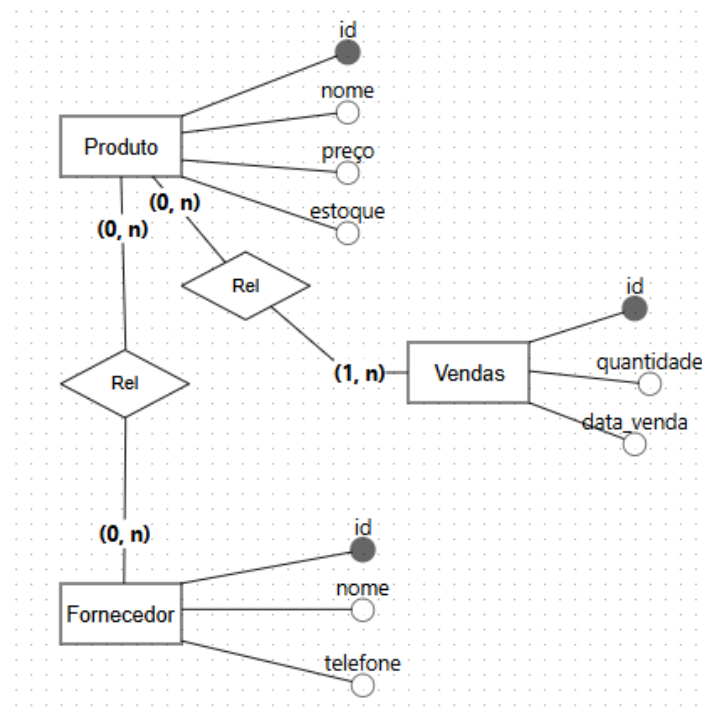 id
nome
Produto
preço
(0, n)
estoque
(0, n)
Rel
id
quantidade
(1, n)
Vendas
Rel
data_venda
(0, n)
id
nome
Fornecedor
telefone